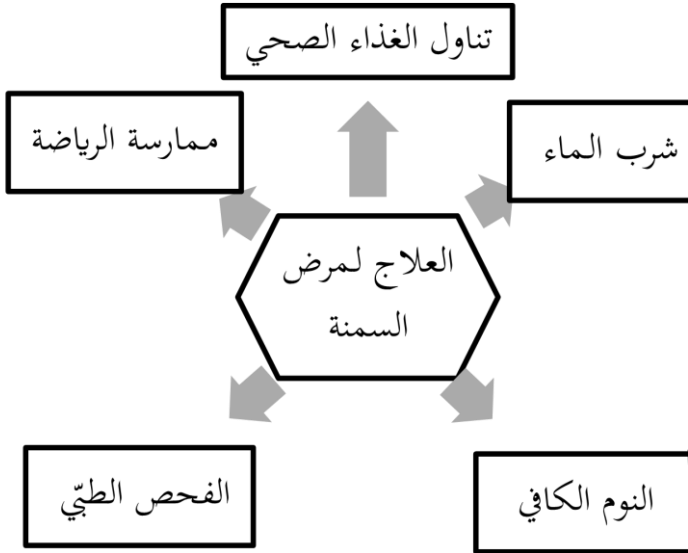 تناول الغذاء الصحي
شرب الماء
ممارسة الرياضة
العلاج لمرض
السمنة
النوم الكافي
الفحص الطبّي